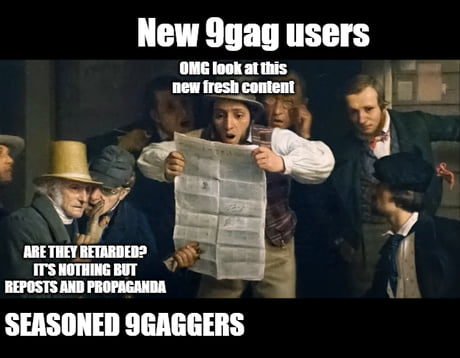 New 9gag users
OMG look at this
new fresh content
ARE THEY RETARDED?
IT'S NOTHING BUT
REPOSTS AND PROPAGANDA
SEASONED 9GAGGERS